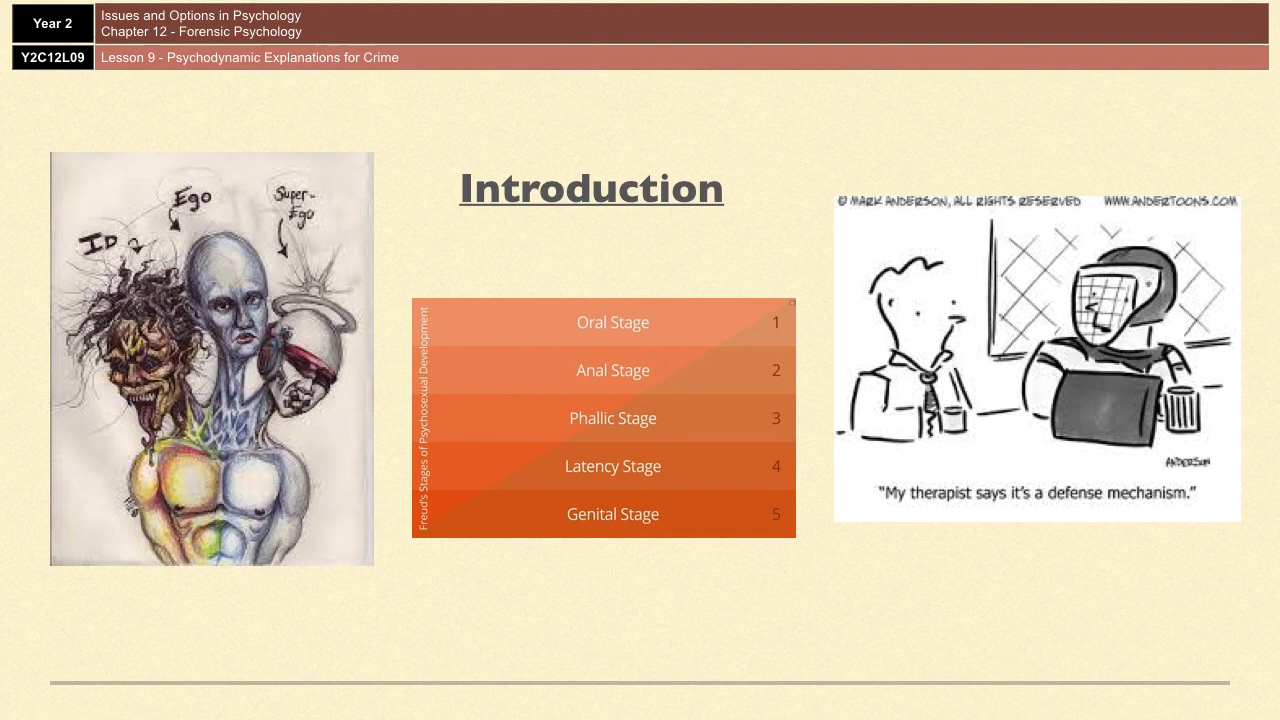 Year 2
Issues and Options in Psychology
Chapter 12 - Forensic Psychology
Y2C12L09
Lesson 9 - Psychodynamic Explanations for Crime
Introduction
ID
Ego
Super-
Ego
Freud's Stages of Psychosexual Development
Oral Stage 1
Anal Stage 2
Phallic Stage 3
Latency Stage 4
Genital Stage 5
© MARK ANDERSON, ALL RIGHTS RESERVED WWW.ANDERTOONS.COM
ANDERSON
"My therapist says it's a defense mechanism."